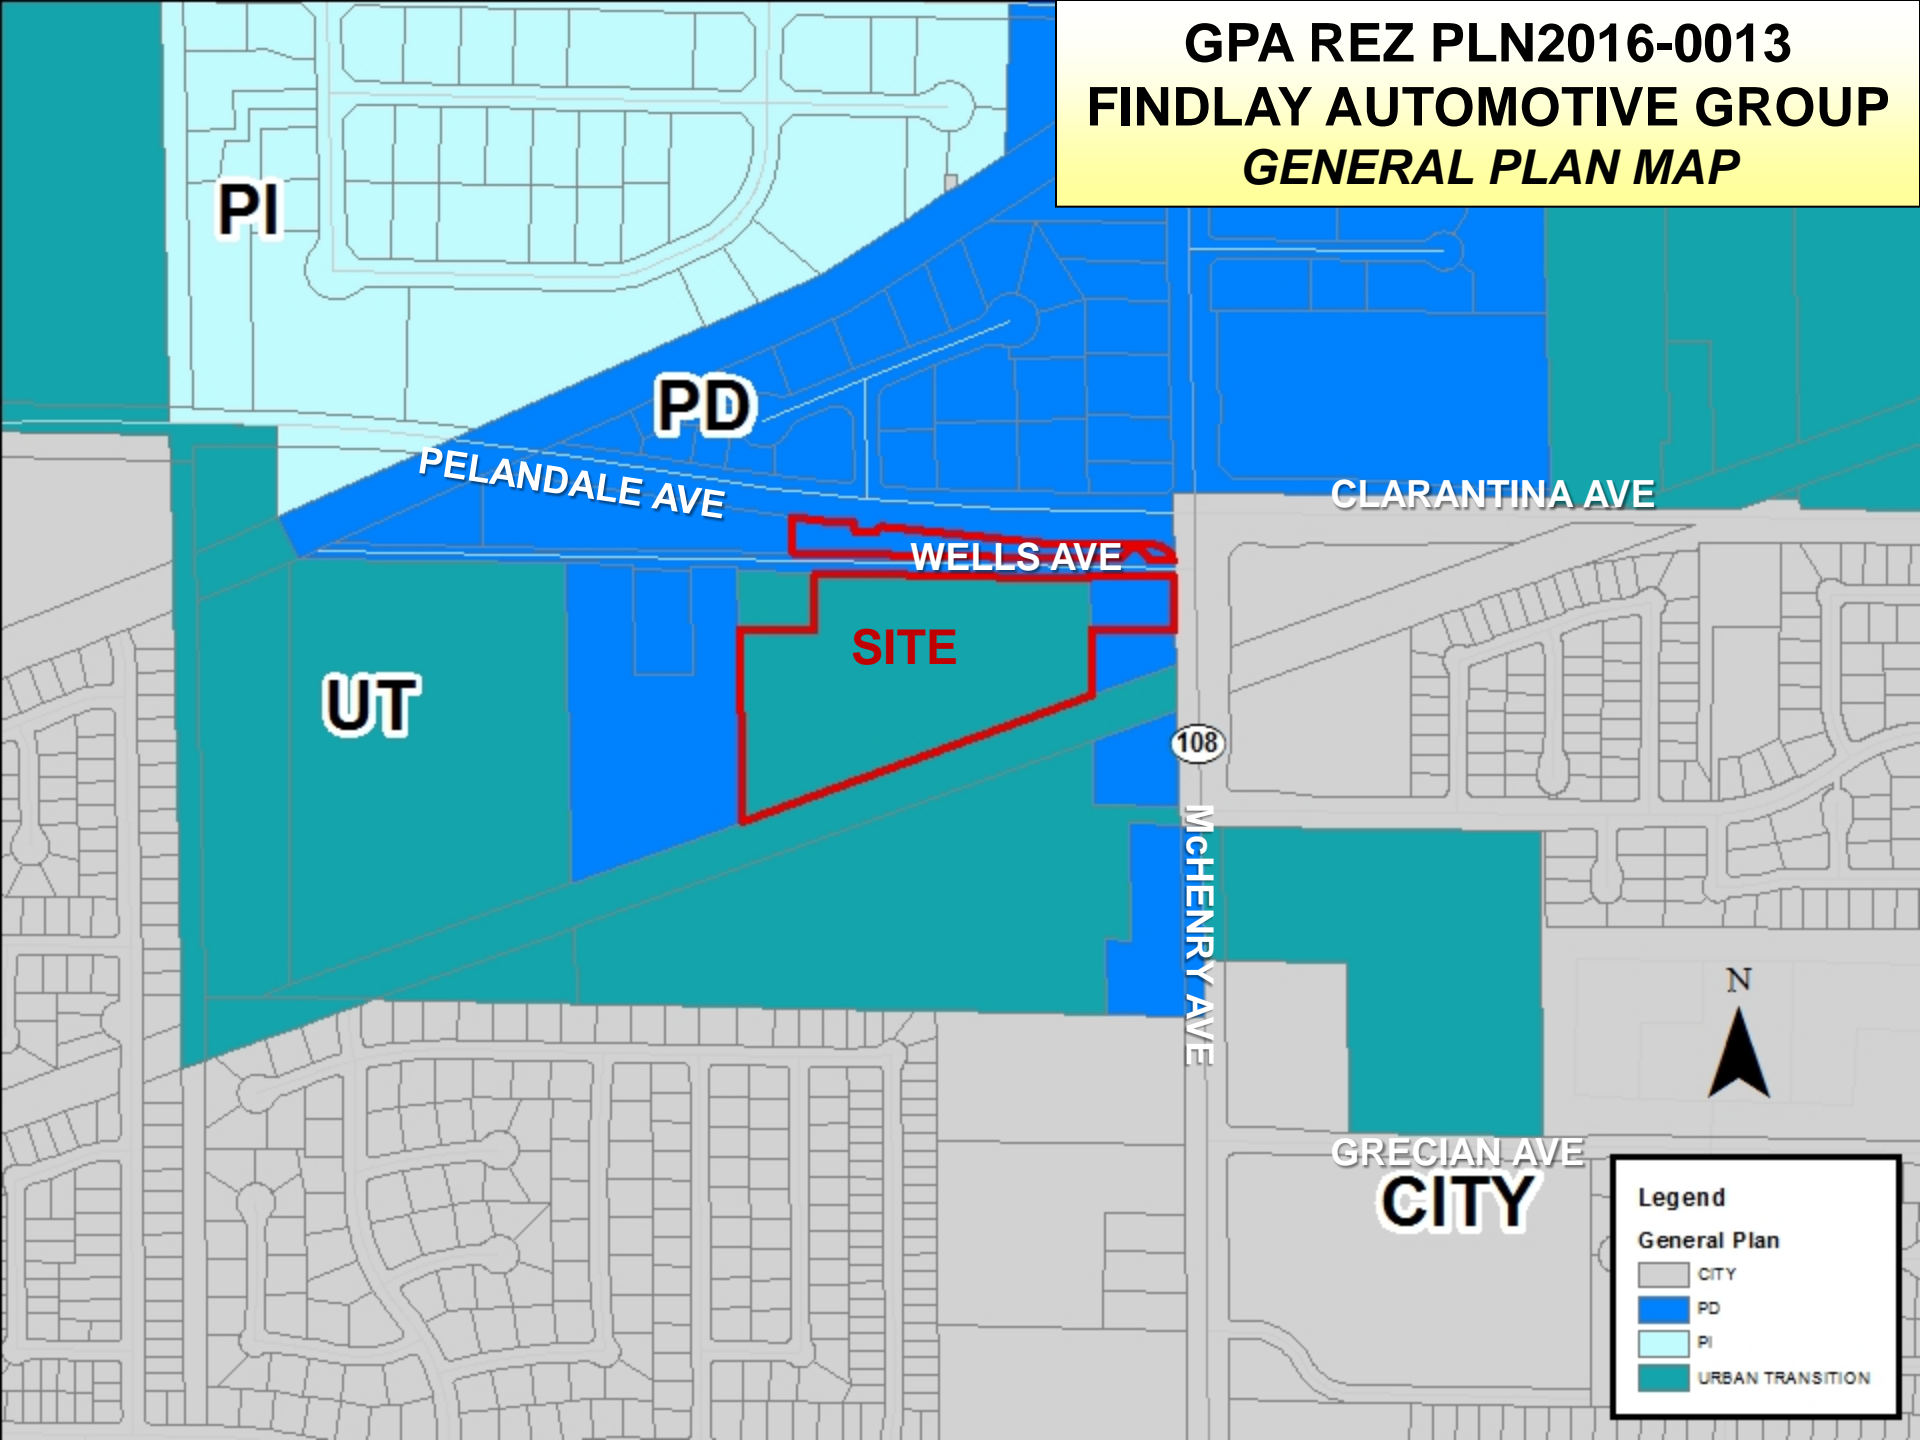 GPA REZ PLN2016-0013
FINDLAY AUTOMOTIVE GROUP
GENERAL PLAN MAP
PI
PD
PELANDALE AVE
CLARANTINA AVE
WELLS AVE
SITE
UT
108
McHENRY AVE
N
GRECIAN AVE
CITY
Legend
General Plan
CITY
PD
PI
URBAN TRANSITION